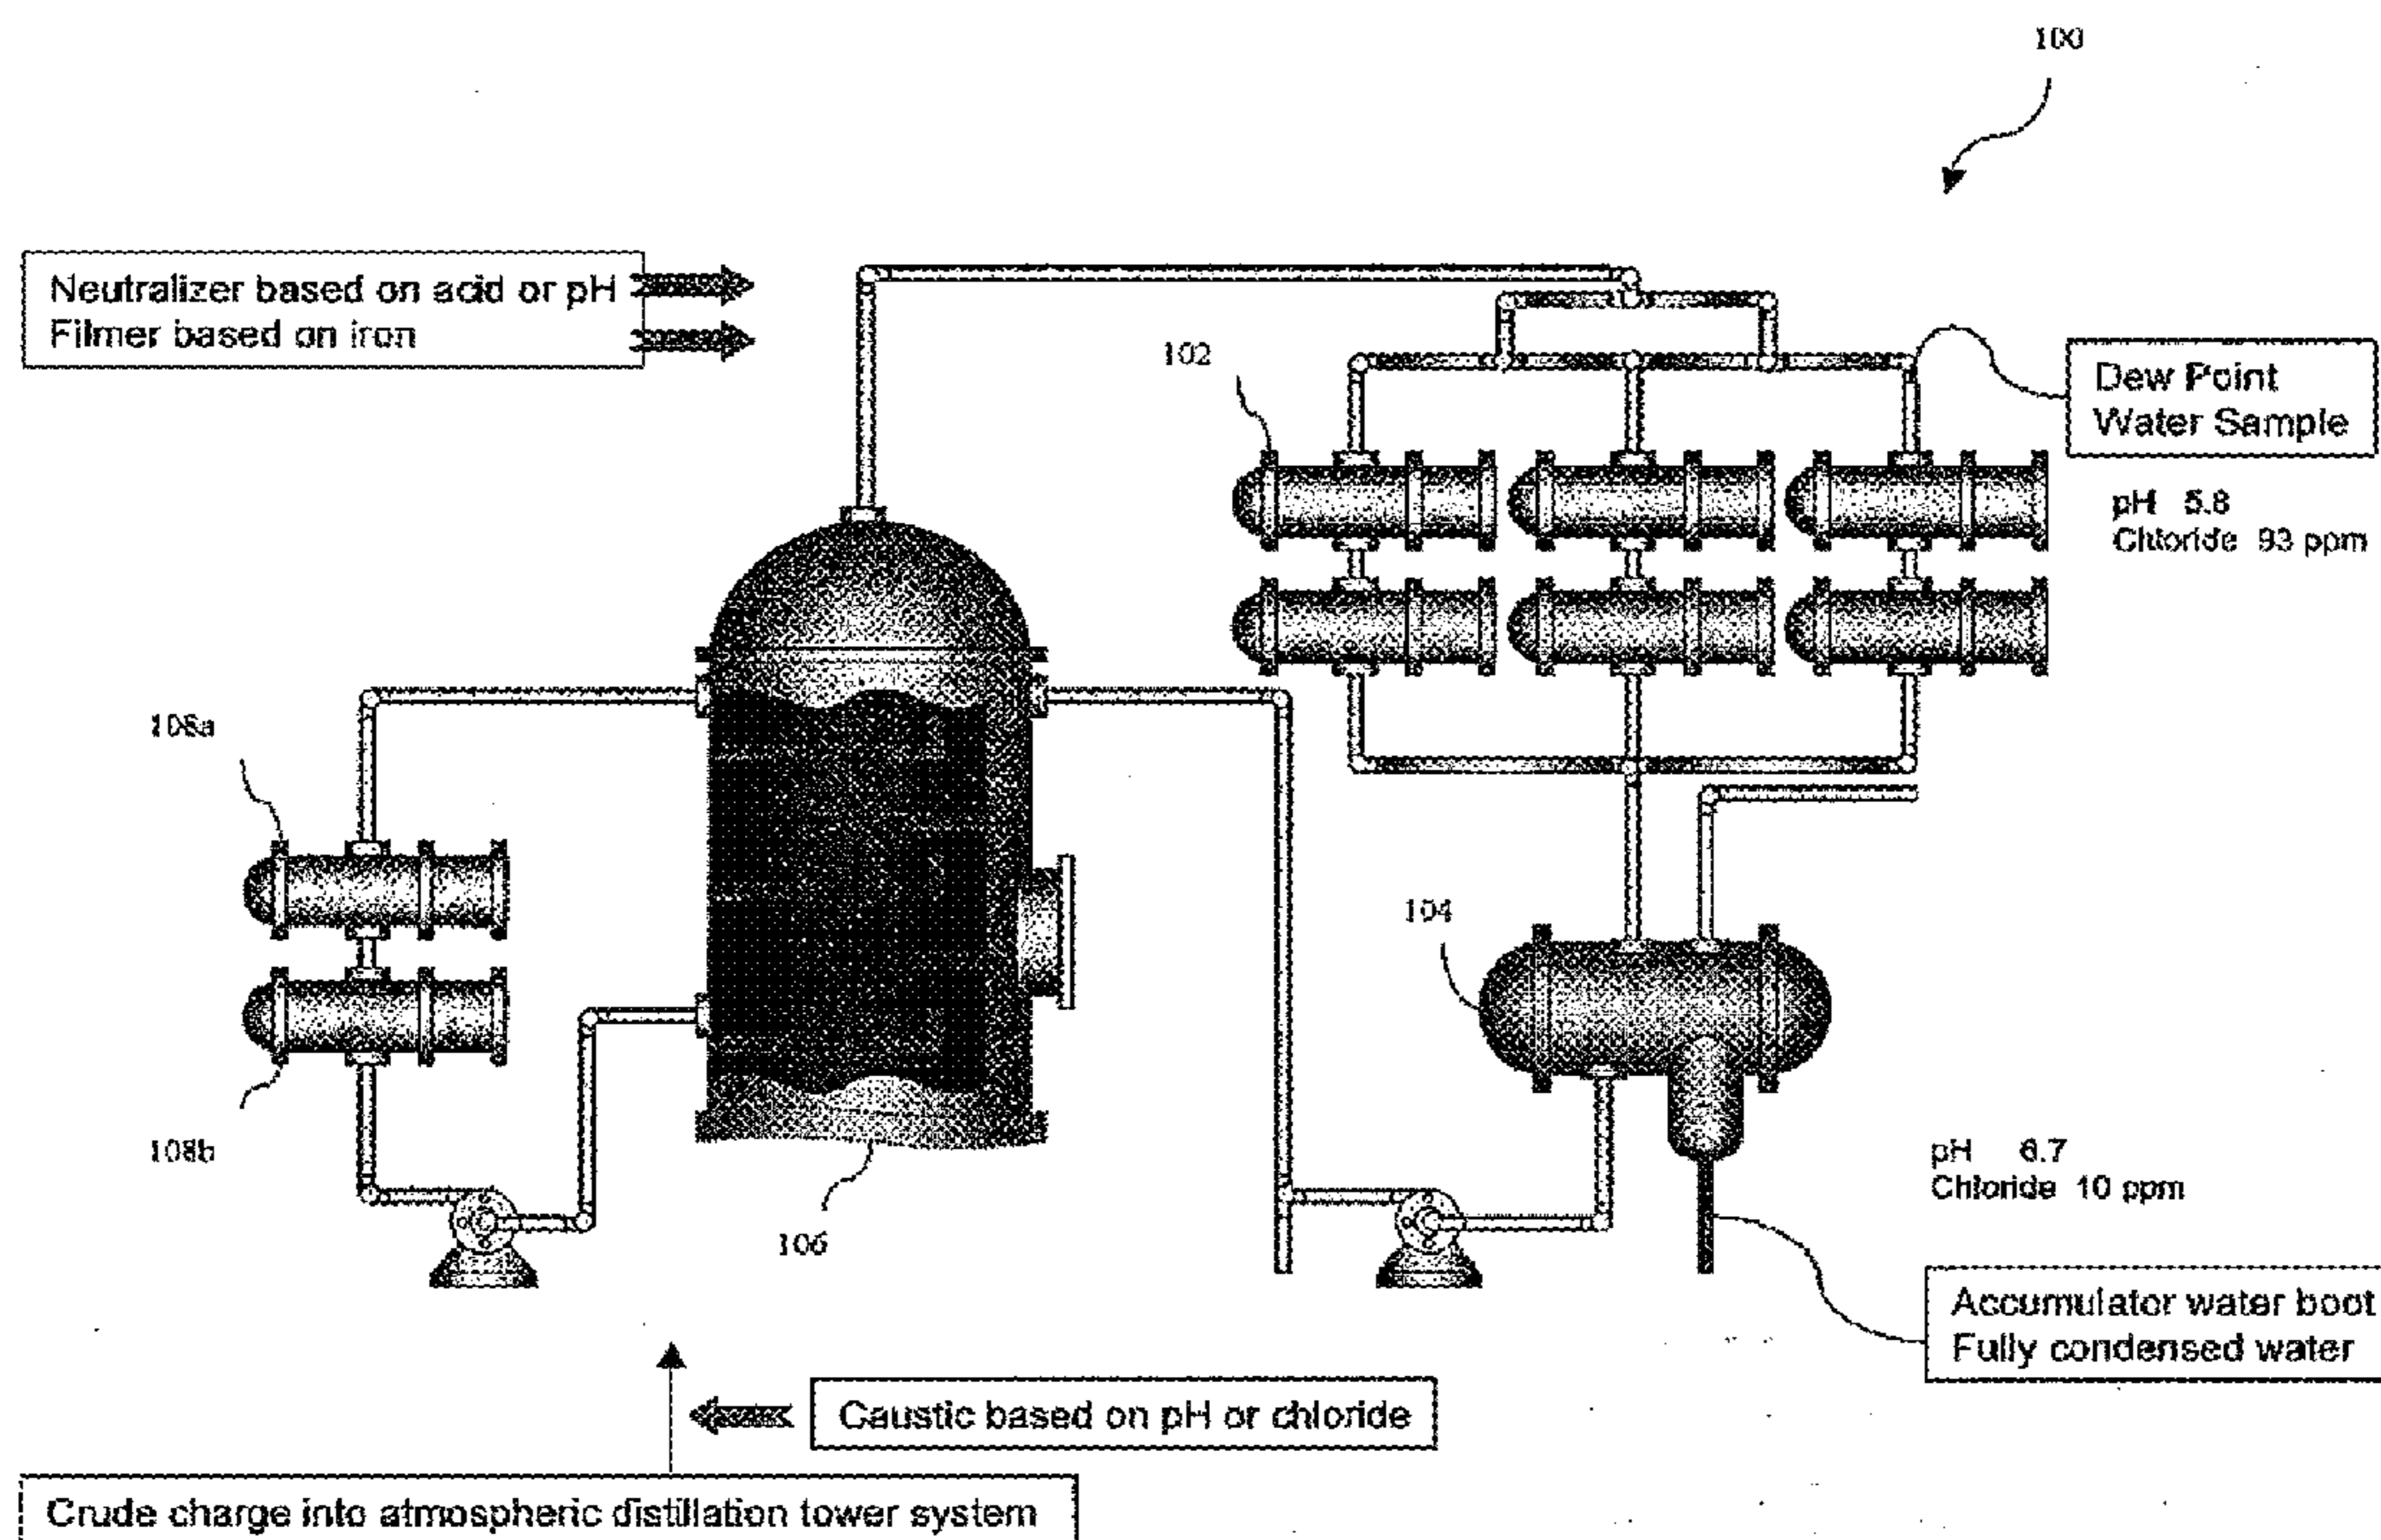 100
Neutralizer based on acid or pH
Filmer based on iron
102
Dew Point
Water Sample
pH 5.8
Chloride 93 ppm
108a
104
108b
106
pH 6.7
Chloride 10 ppm
Accumulator water boot
Fully condensed water
Caustic based on pH or chloride
Crude charge into atmospheric distillation tower system